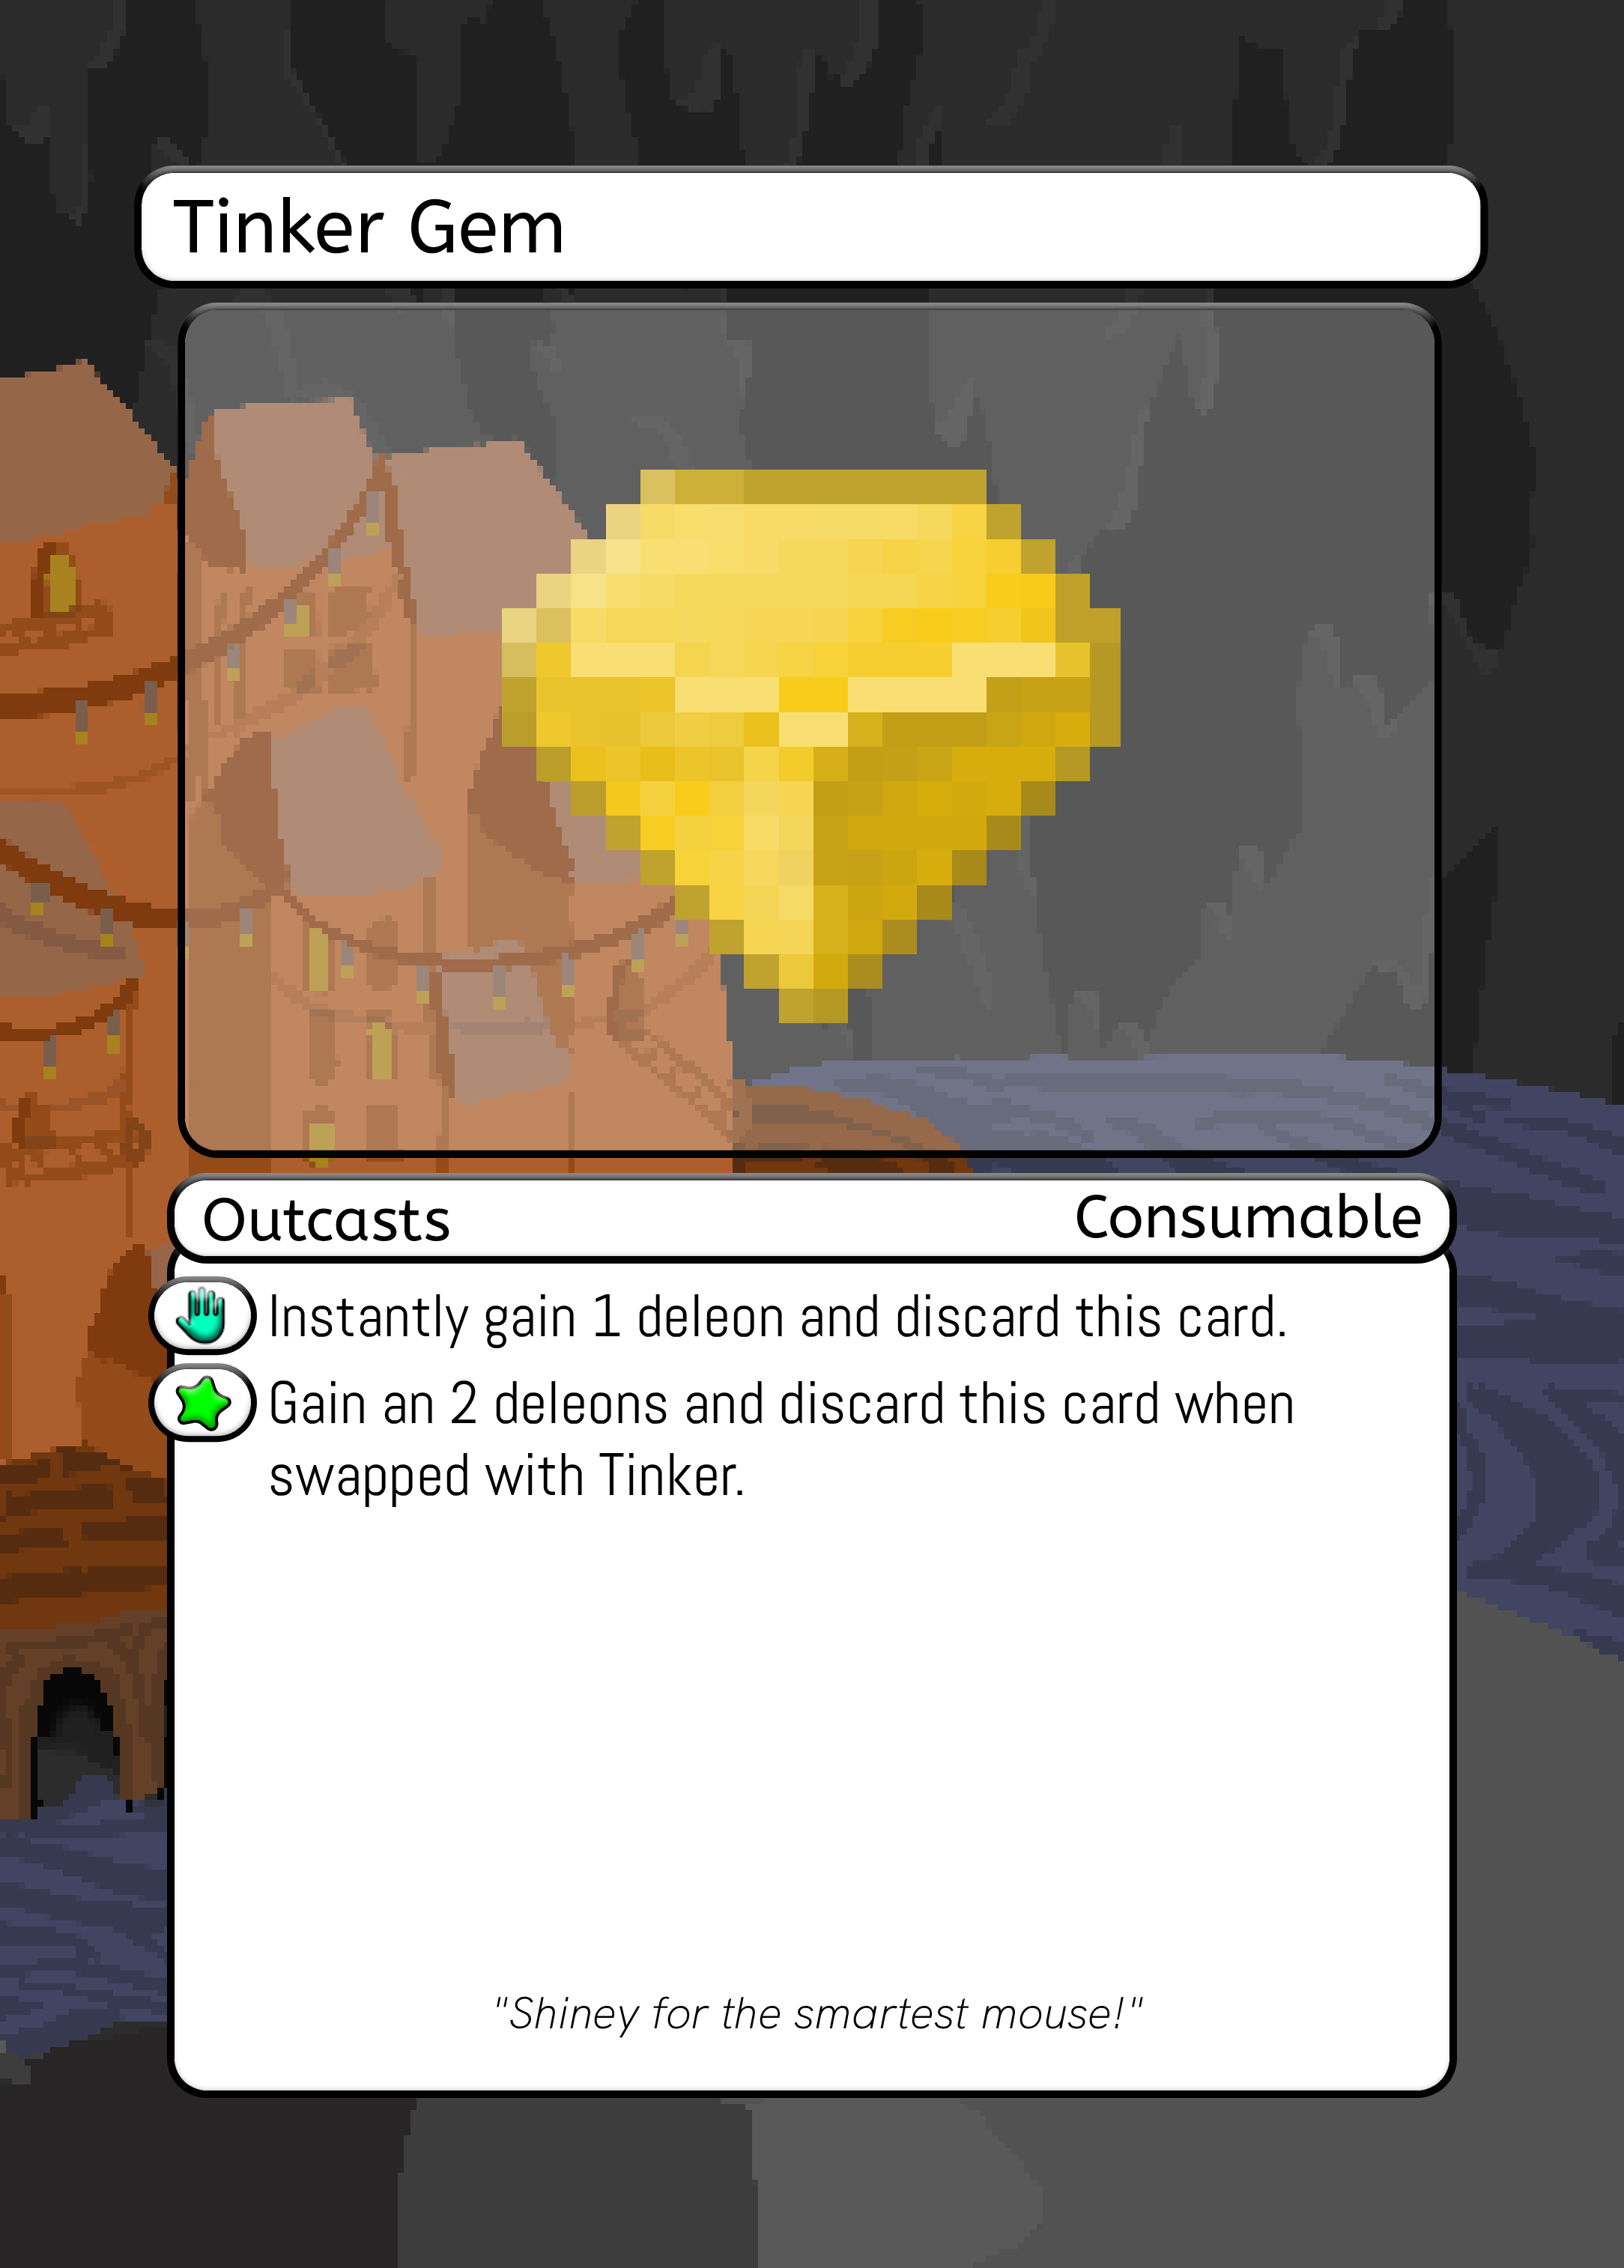 Tinker Gem
Outcasts
Consumable
Instantly gain 1 deleon and discard this card.
Gain an 2 deleons and discard this card when
swapped with Tinker.
"Shiney for the smartest mouse!"